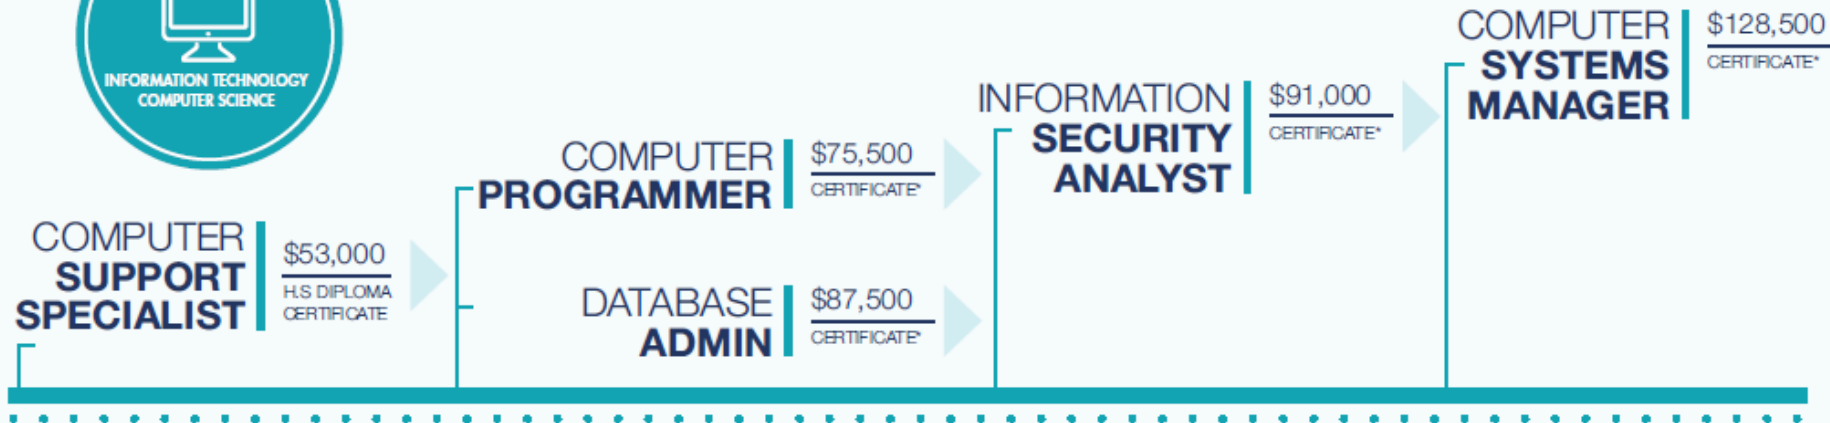 INFORMATION TECHNOLOGY
COMPUTER SCIENCE
COMPUTER
SUPPORT
SPECIALIST
$53,000
H.S DIPLOMA
CERTIFICATE
COMPUTER
PROGRAMMER
$75,500
CERTIFICATE*
DATABASE
ADMIN
$87,500
CERTIFICATE*
INFORMATION
SECURITY
ANALYST
$91,000
CERTIFICATE*
COMPUTER
SYSTEMS
MANAGER
$128,500
CERTIFICATE*